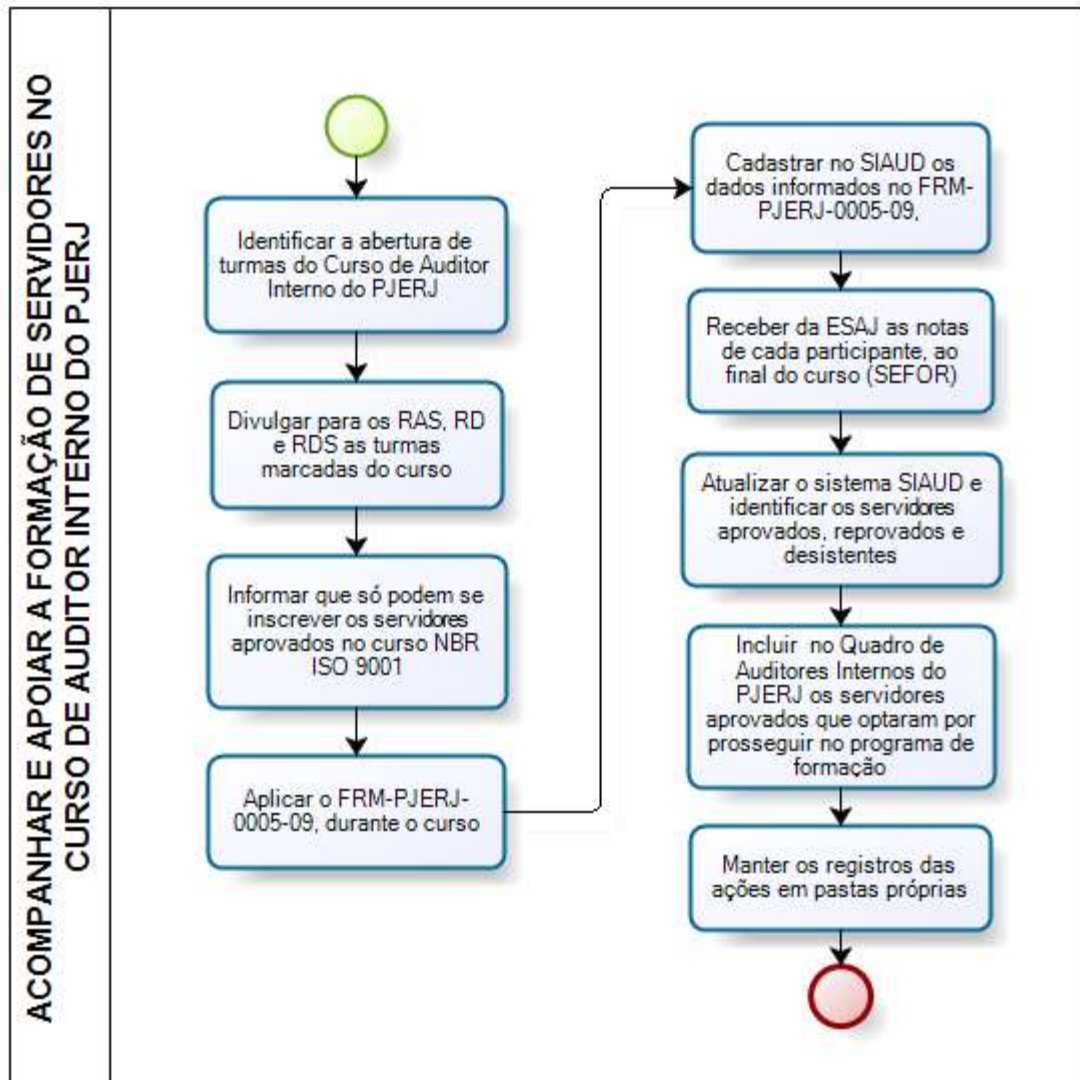 ACOMPANHAR E APOIAR A FORMAÇÃO DE SERVIDORES NO
CURSO DE AUDITOR INTERNO DO PJERJ
Identificar a abertura de
turmas do Curso de Auditor
Interno do PJERJ
Divulgar para os RAS, RD
e RDS as turmas
marcadas do curso
Informar que só podem se
inscrever os servidores
aprovados no curso NBR
ISO 9001
Aplicar o FRM-PJERJ-
0005-09, durante o curso
Cadastrar no SIAUD os
dados informados no FRM-
PJERJ-0005-09,
Receber da ESAJ as notas
de cada participante, ao
final do curso (SEFOR)
Atualizar o sistema SIAUD e
identificar os servidores
aprovados, reprovados e
desistentes
Incluir no Quadro de
Auditores Internos do
PJERJ os servidores
aprovados que optaram por
prosseguir no programa de
formação
Manter os registros das
ações em pastas próprias